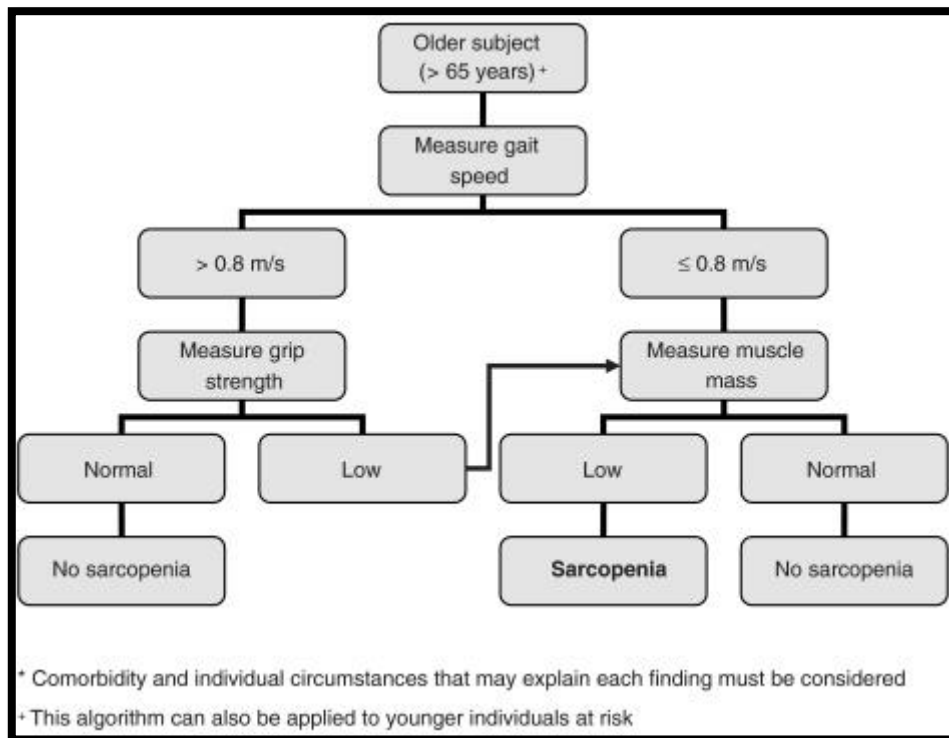 Older subject
(> 65 years) +
Measure gait
speed
> 0.8 m/s
≤ 0.8 m/s
Measure grip
strength
Measure muscle
mass
Normal
Low
Low
Normal
No sarcopenia
Sarcopenia
No sarcopenia
* Comorbidity and individual circumstances that may explain each finding must be considered
+ This algorithm can also be applied to younger individuals at risk